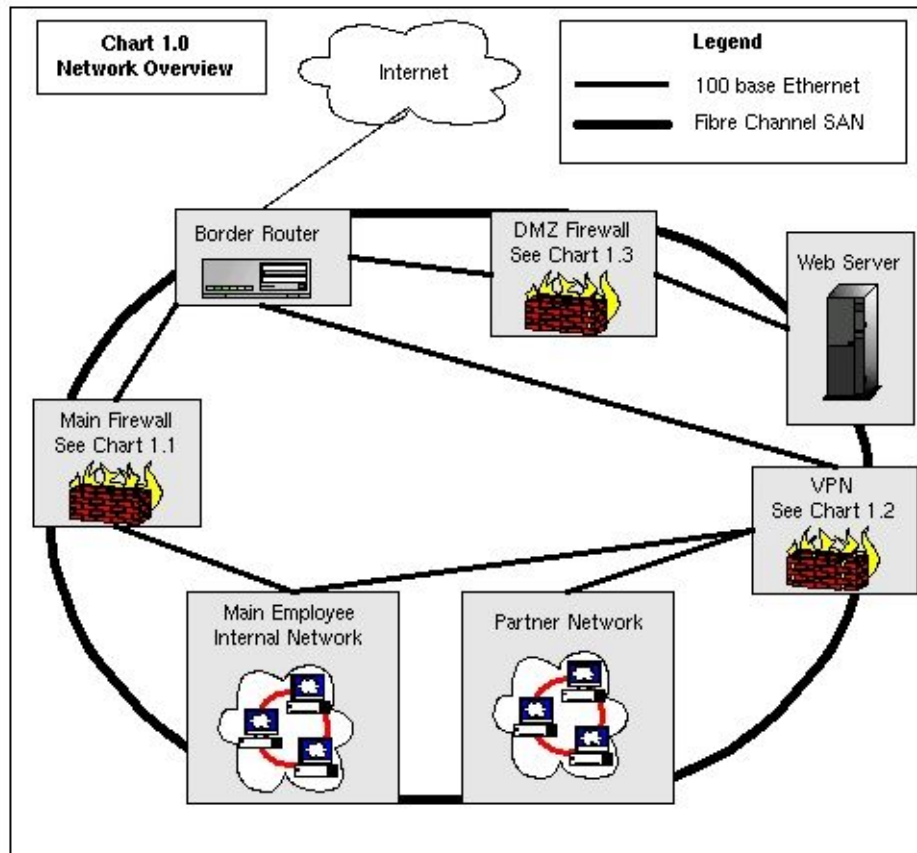 Chart 1.0
Network Overview
Internet
Legend
100 base Ethernet
Fibre Channel SAN
Border Router
DMZ Firewall
See Chart 1.3
Web Server
Main Firewall
See Chart 1.1
VPN
See Chart 1.2
Main Employee
Internal Network
Partner Network